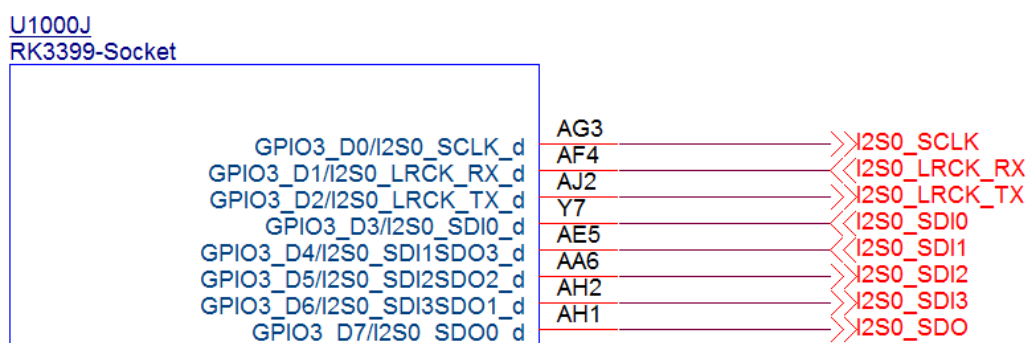 U1000J
RK3399-Socket
GPIO3_D0/I2S0_SCLK_d AG3 I2S0_SCLK
GPIO3_D1/I2S0_LRCK_RX_d AF4 I2S0_LRCK_RX
GPIO3_D2/I2S0_LRCK_TX_d AJ2 I2S0_LRCK_TX
GPIO3_D3/I2S0_SDI0_d Y7 I2S0_SDI0
GPIO3_D4/I2S0_SDI1SDO3_d AE5 I2S0_SDI1
GPIO3_D5/I2S0_SDI2SDO2_d AA6 I2S0_SDI2
GPIO3_D6/I2S0_SDI3SDO1_d AH2 I2S0_SDI3
GPIO3_D7/I2S0_SDO0_d AH1 I2S0_SDO